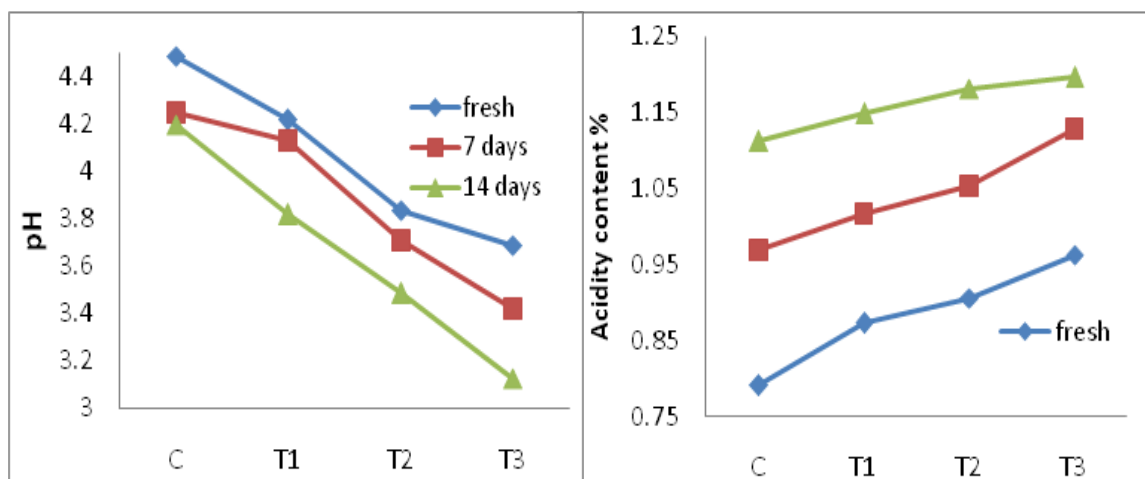 pH
4.4
4.2
4
3.8
3.6
3.4
3.2
3
C T1 T2 T3
fresh
7 days
14 days
Acidity content %
1.25
1.15
1.05
0.95
0.85
0.75
C T1 T2 T3
fresh